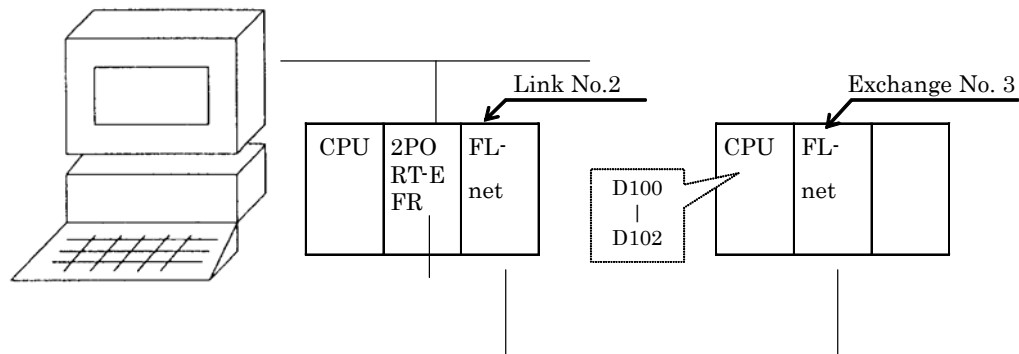 Link No.2
Exchange No. 3
CPU
2PO
RT-E
FR
FL-
net
D100
|
D102
CPU
FL-
net